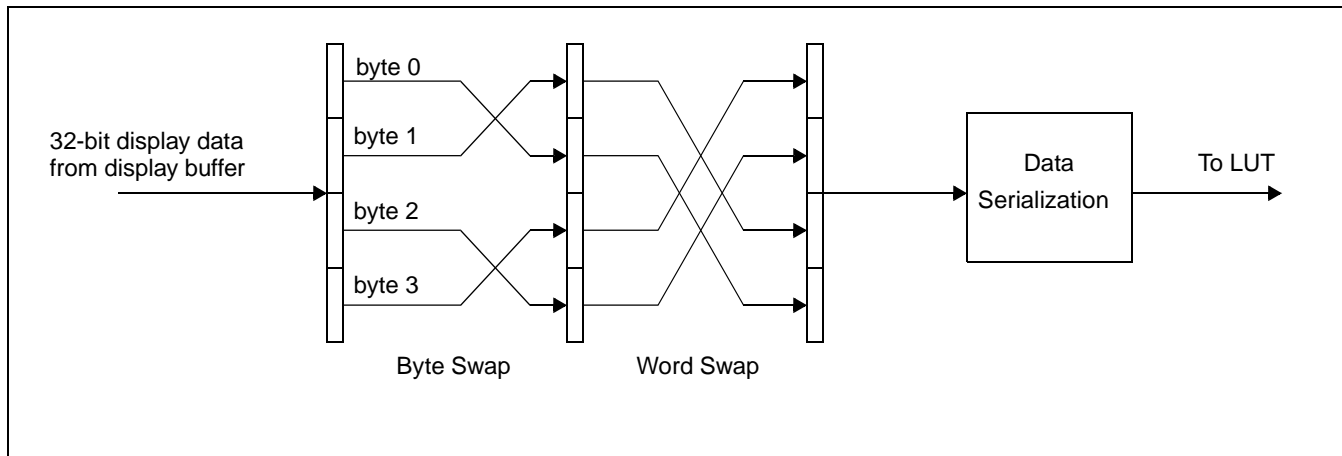 32-bit display data
from display buffer
byte 0
byte 1
byte 2
byte 3
Byte Swap
Word Swap
Data
Serialization
To LUT